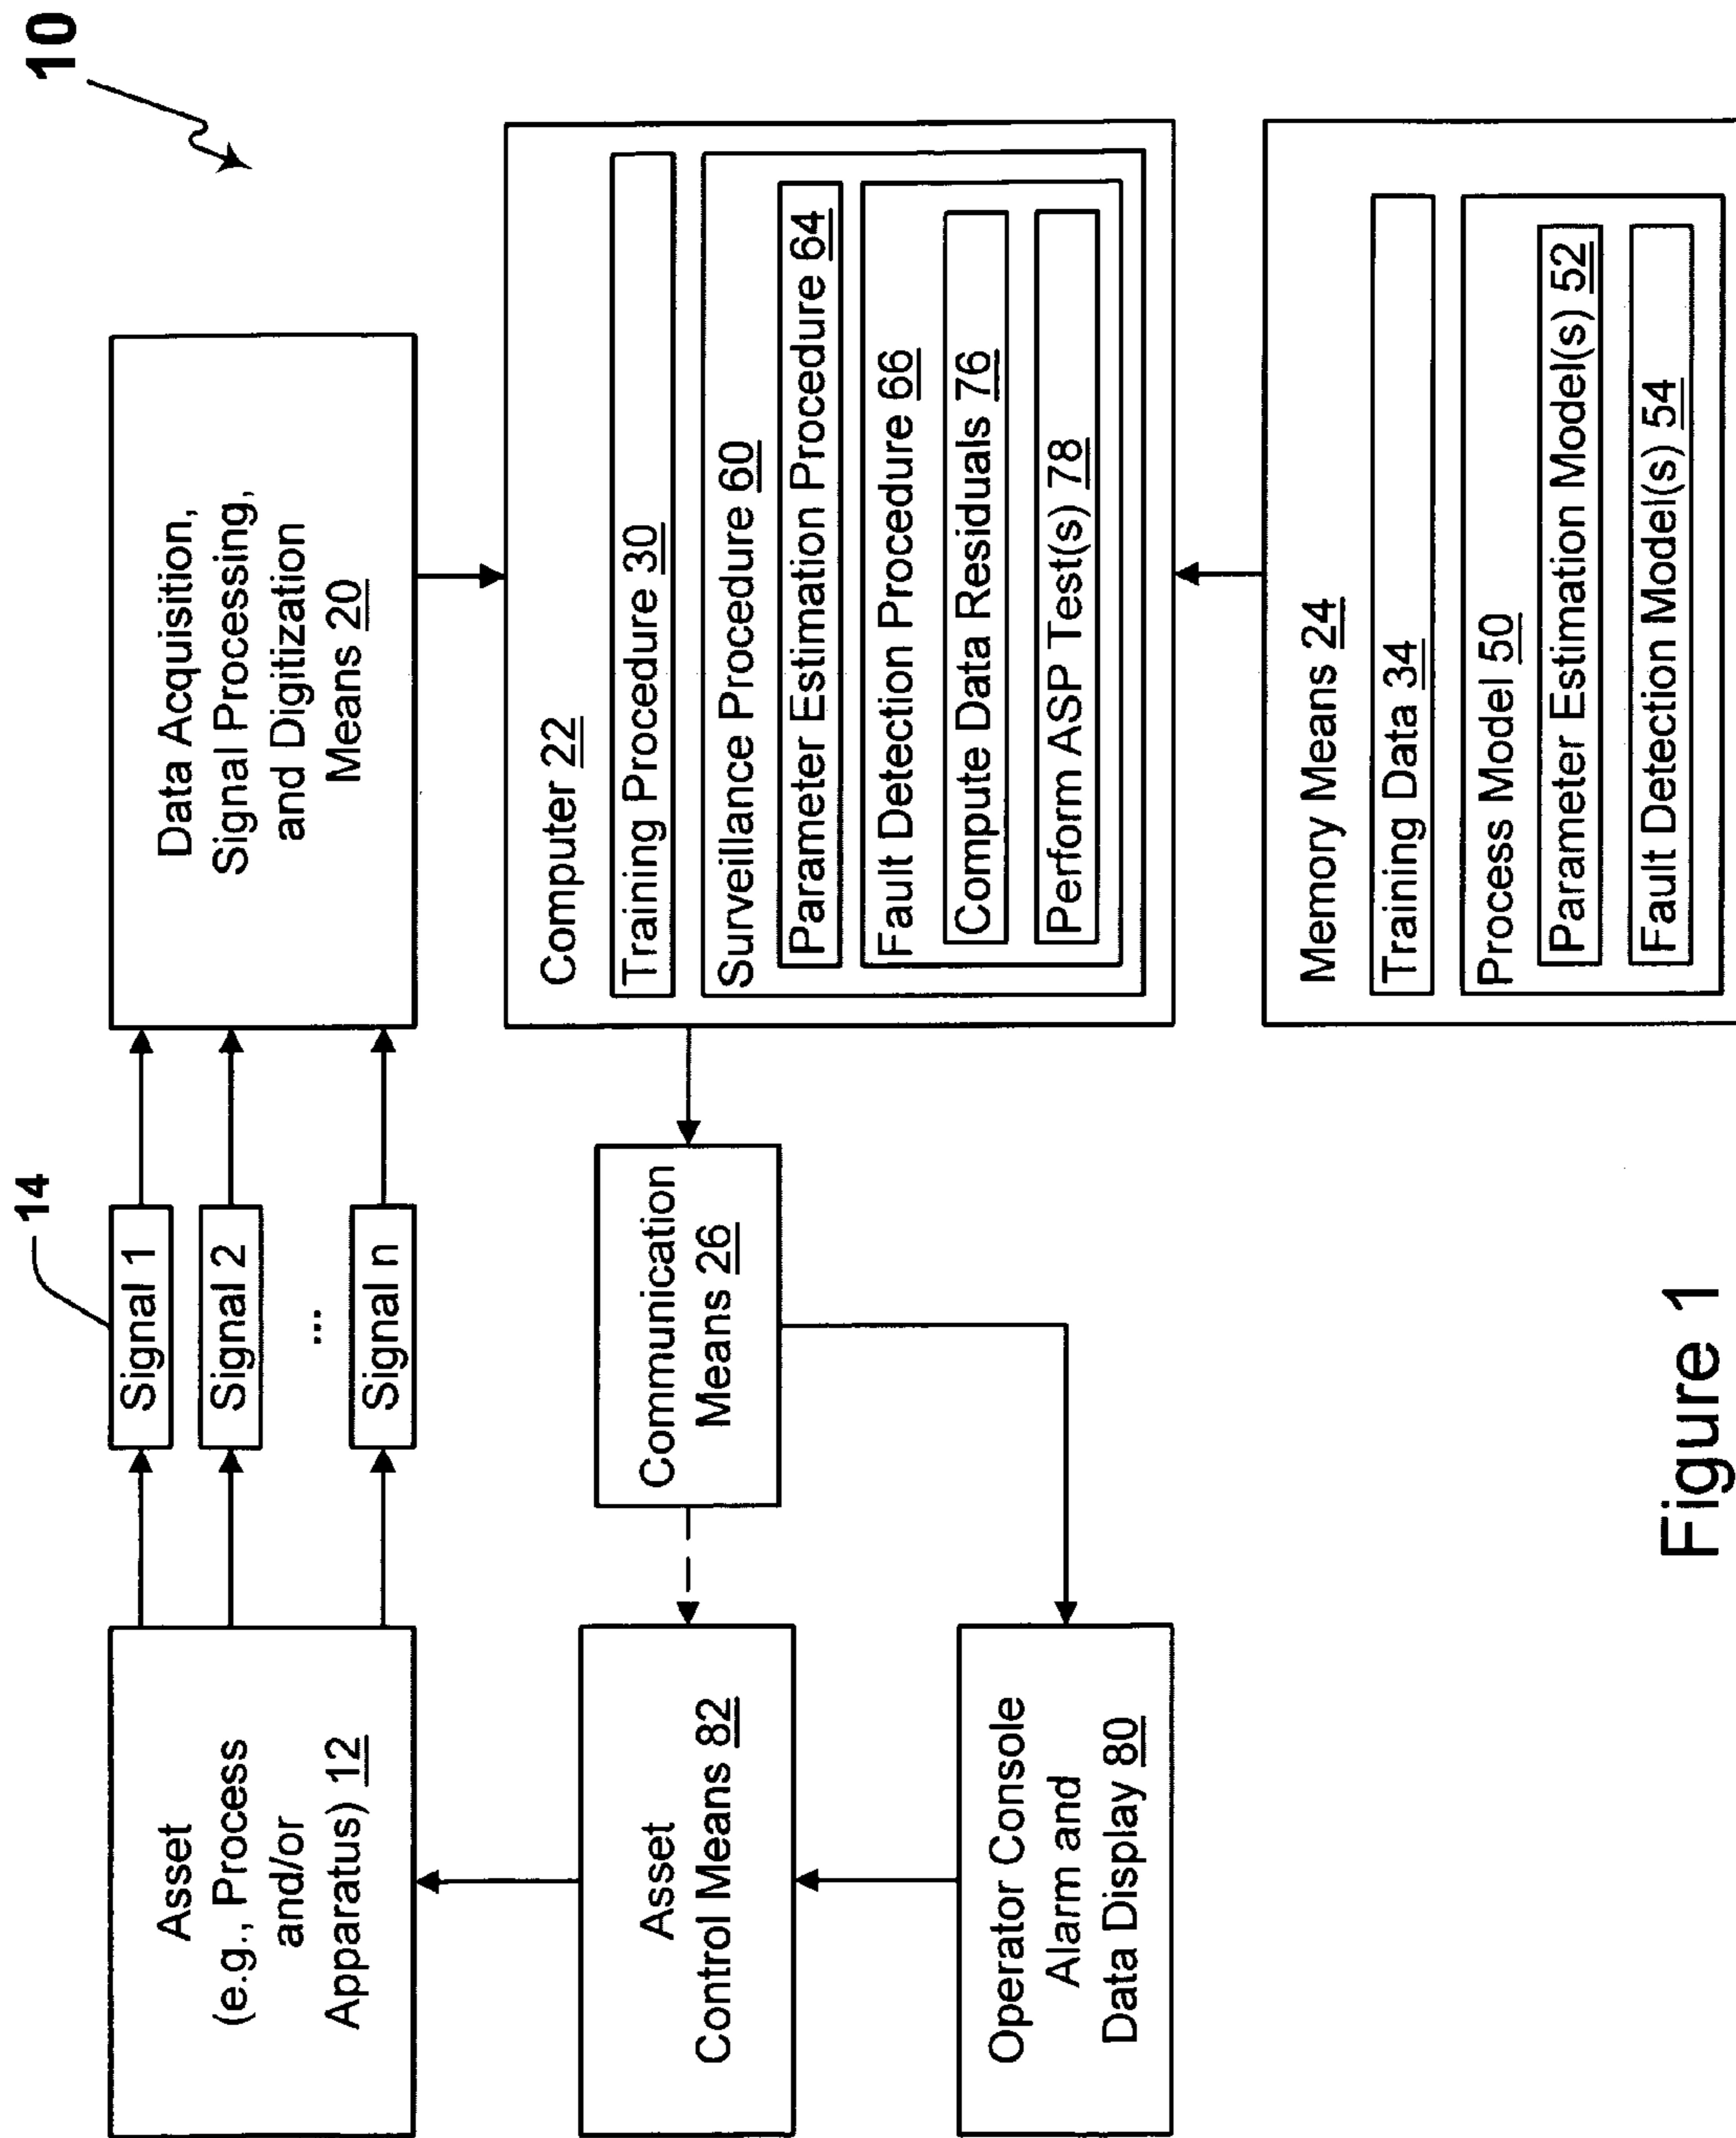 10
14
Asset
(e.g., Process
and/or
Apparatus) 12
Signal 1
Signal 2
...
Signal n
Data Acquisition,
Signal Processing,
and Digitization
Means 20
Asset
Control Means 82
Communication
Means 26
Computer 22
Training Procedure 30
Surveillance Procedure 60
Parameter Estimation Procedure 64
Fault Detection Procedure 66
Compute Data Residuals 76
Perform ASP Test(s) 78
Operator Console
Alarm and
Data Display 80
Memory Means 24
Training Data 34
Process Model 50
Parameter Estimation Model(s) 52
Fault Detection Model(s) 54
Figure 1